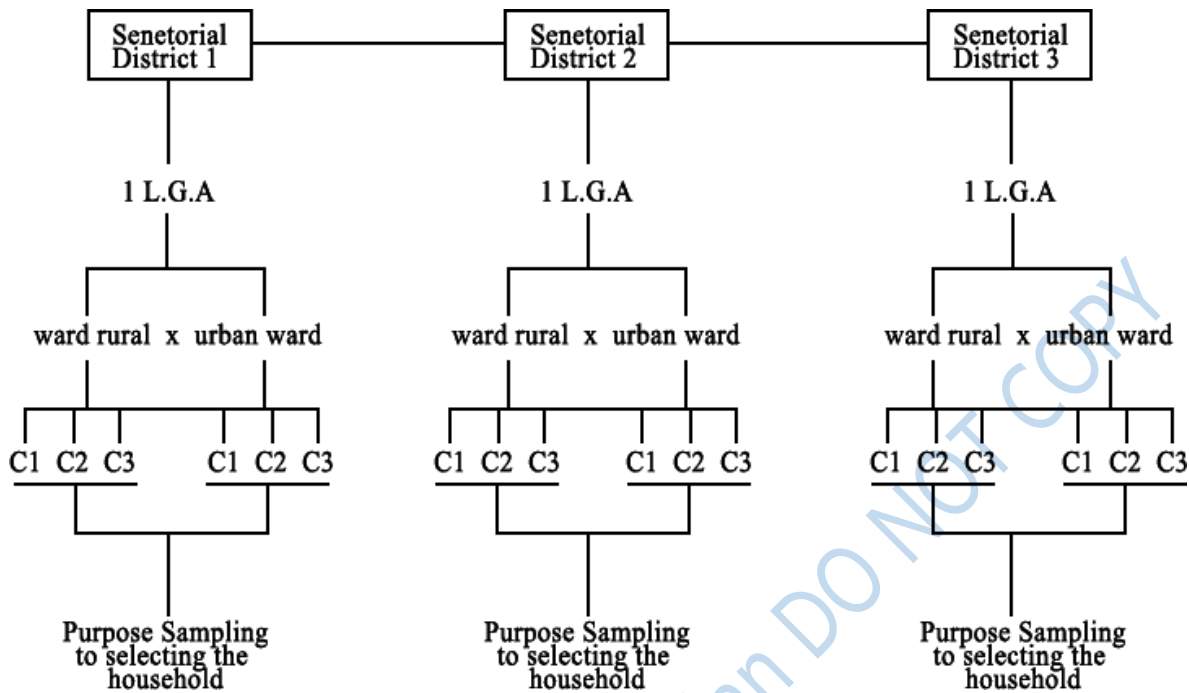 Senetorial
District 1
Senetorial
District 2
Senetorial
District 3
1 L.G.A
1 L.G.A
1 L.G.A
ward rural x urban ward
ward rural x urban ward
ward rural x urban ward
C1 C2 C3 C1 C2 C3
C1 C2 C3 C1 C2 C3
C1 C2 C3 C1 C2 C3
Purpose Sampling
to selecting the
household
Purpose Sampling
to selecting the
household
Purpose Sampling
to selecting the
household
DO NOT COPY